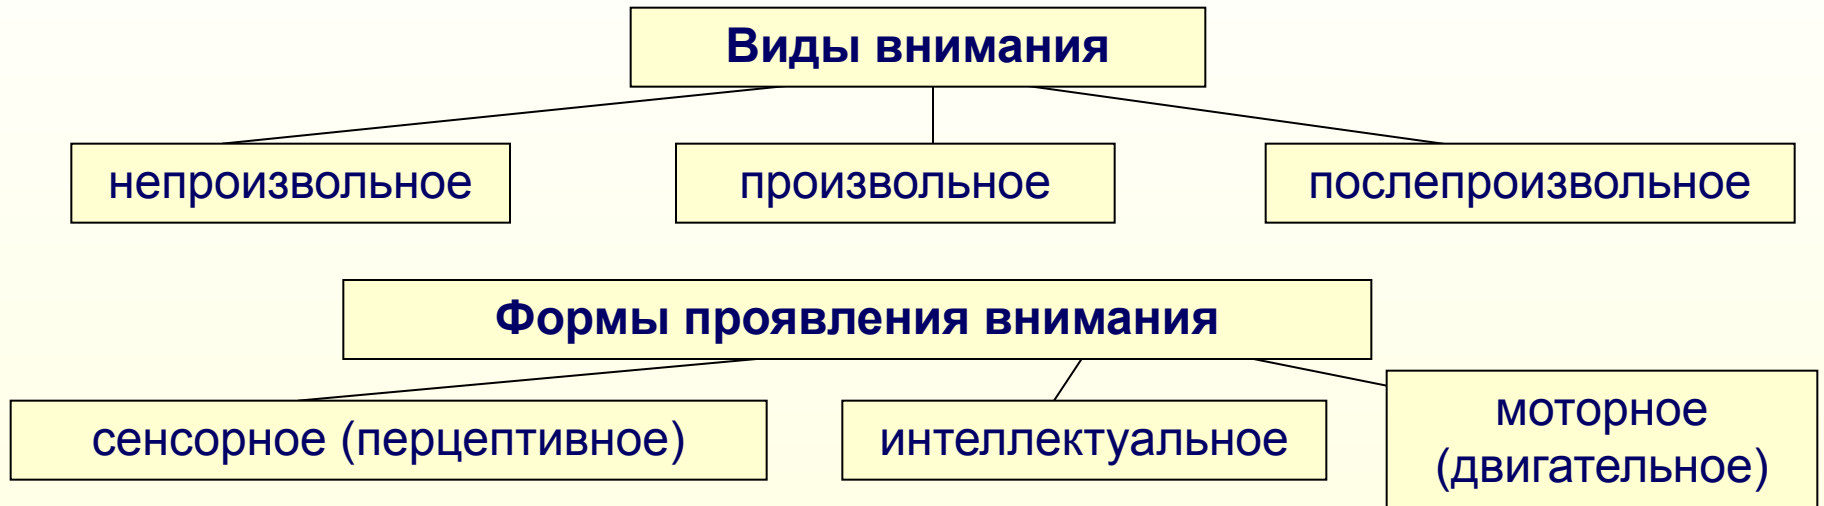 Виды внимания
непроизвольное
произвольное
послепроизвольное
Формы проявления внимания
сенсорное (перцептивное)
интеллектуальное
моторное
(двигательное)